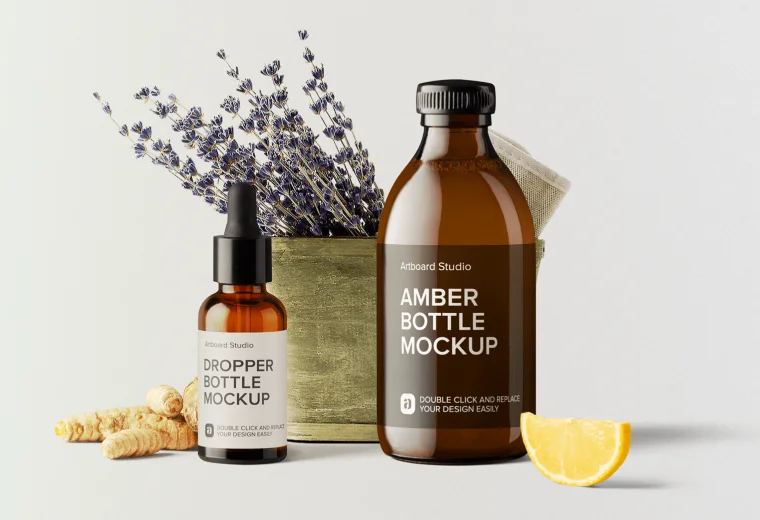 Artboard Studio
DROPPER
BOTTLE
MOCKUP
a
DOUBLE CLICK AND REPLACE
YOUR DESIGN EASILY
Artboard Studio
AMBER
BOTTLE
MOCKUP
a
DOUBLE CLICK AND REPLACE
YOUR DESIGN EASILY